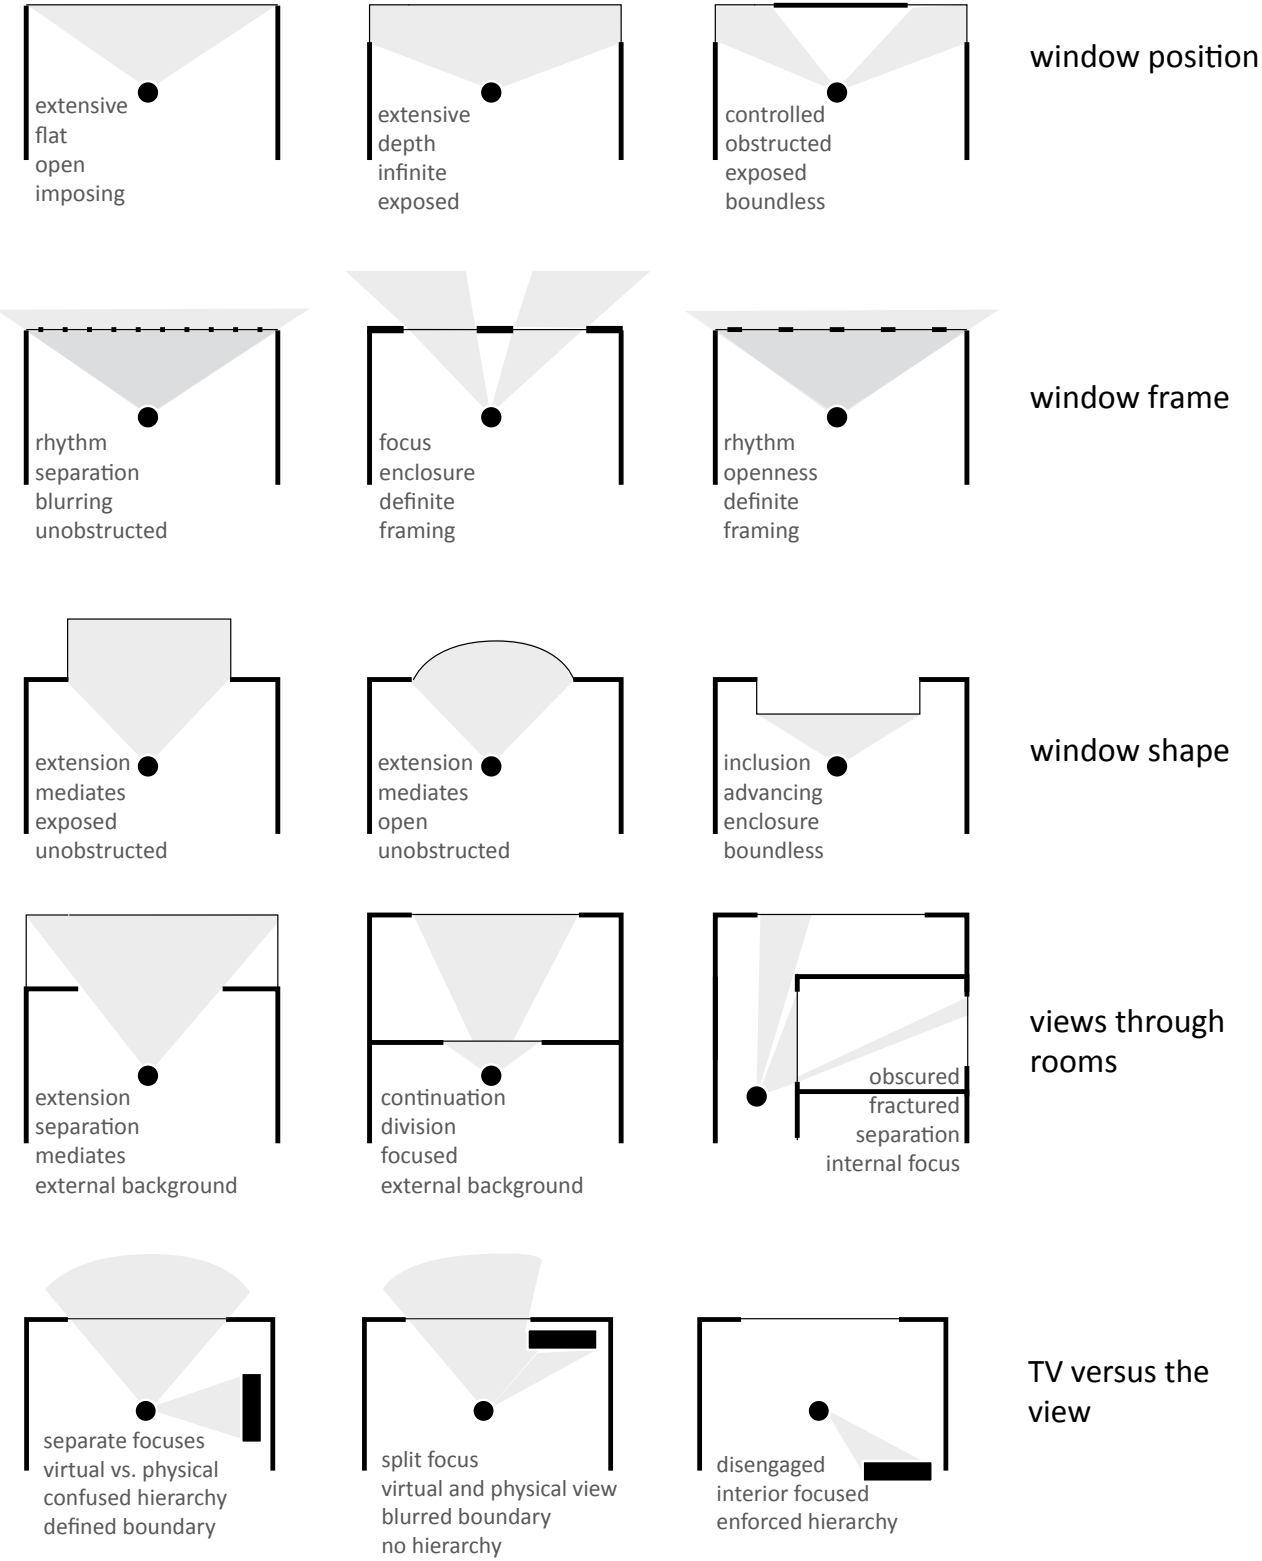 extensive
flat
open
imposing
extensive
depth
infinite
exposed
controlled
obstructed
exposed
boundless
window position
rhythm
separation
blurring
unobstructed
focus
enclosure
definite
framing
rhythm
openness
definite
framing
window frame
extension
mediates
exposed
unobstructed
extension
mediates
open
unobstructed
inclusion
advancing
enclosure
boundless
window shape
extension
separation
mediates
external background
continuation
division
focused
external background
obscured
fractured
separation
internal focus
views through
rooms
separate focuses
virtual vs. physical
confused hierarchy
defined boundary
split focus
virtual and physical view
blurred boundary
no hierarchy
disengaged
interior focused
enforced hierarchy
TV versus the
view